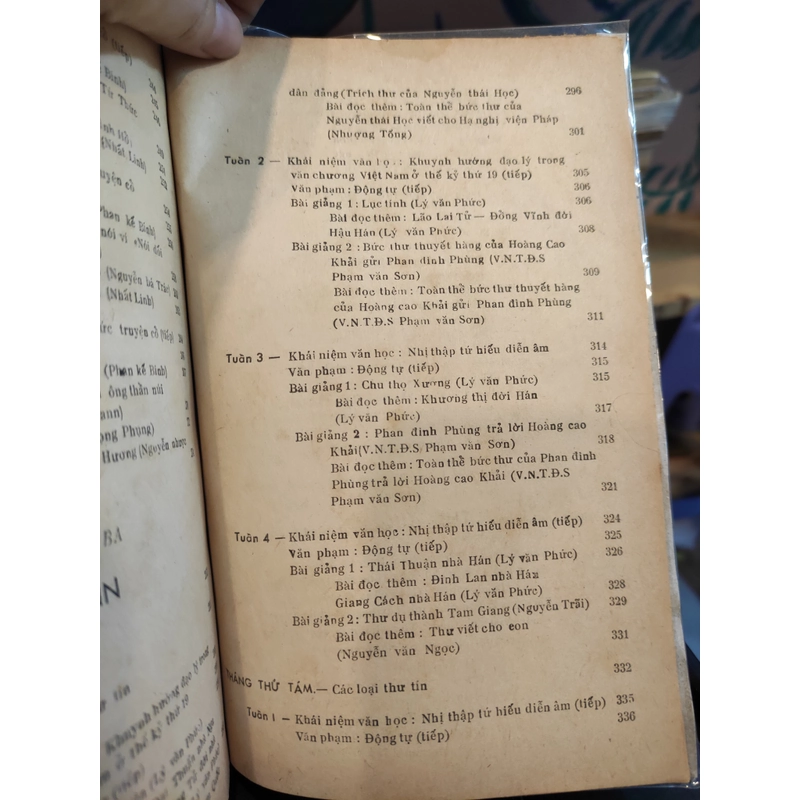 dân đảng (Trích thư của Nguyễn thái Học) 296
Bài đọc thêm : Toàn thể bức thư của
Nguyễn thái Học viết cho Hạ nghị viện Pháp
(Nhượng Tống) 301
Tuần 2 — Khái niệm văn họ . : Khuynh hướng đạo lý trong
văn chương Việt Nam ở thế kỷ thứ 19 (tiếp) 305
Văn phạm : Động tự (tiếp) 306
Bài giảng 1 : Lục tính (Lý văn Phức) 306
Bài đọc thêm : Lão Lai Tử — Đồng Vĩnh đời
Hậu Hán (Lý văn Phức) 308
Bài giảng 2 : Bức thư thuyết hàng của Hoàng Cao
Khải gửi Phan đình Phùng (V.N.T.Đ.S
Phạm văn Sơn) 309
Bài đọc thêm : Toàn thể bức thư thuyết hàng
của Hoàng cao Khải gửi Phan đình Phùng
(V.N.T.Đ.S Phạm văn Sơn) 311
Tuần 3 — Khái niệm văn học : Nhị thập tứ hiếu diễn âm 314
Văn phạm : Động tự (tiếp) 315
Bài giảng 1 : Chu thọ Xương (Lý văn Phức) 315
Bài đọc thêm : Khương thị đời Hán
(Lý văn Phức) 317
Bài giảng 2 : Phan đình Phùng trả lời Hoàng cao
Khải (V.N.T.Đ.S Phạm văn Sơn) 318
Bài đọc thêm : Toàn thể bức thư của Phan đình
Phùng trả lời Hoàng cao Khải (V.N.T.Đ.S
Phạm văn Sơn) 321
Tuần 4 — Khái niệm văn học : Nhị thập tứ hiếu diễn âm (tiếp) 324
Văn phạm : Động tự (tiếp) 325
Bài giảng 1 : Thái Thuận nhà Hán (Lý văn Phức) 326
Bài đọc thêm : Đinh Lan nhà Hán
Giang Cách nhà Hán (Lý văn Phức) 328
Bài giảng 2: Thư dụ thành Tam Giang (Nguyễn Trãi) 329
Bài đọc thêm : Thư viết cho con
(Nguyễn văn Ngọc) 331
THÁNG THỨ TÁM.— Các loại thư tín 332
Tuần 1 — Khái niệm văn học : Nhị thập tứ hiếu diễn âm (tiếp) 335
Văn phạm : Động tự (tiếp) 336